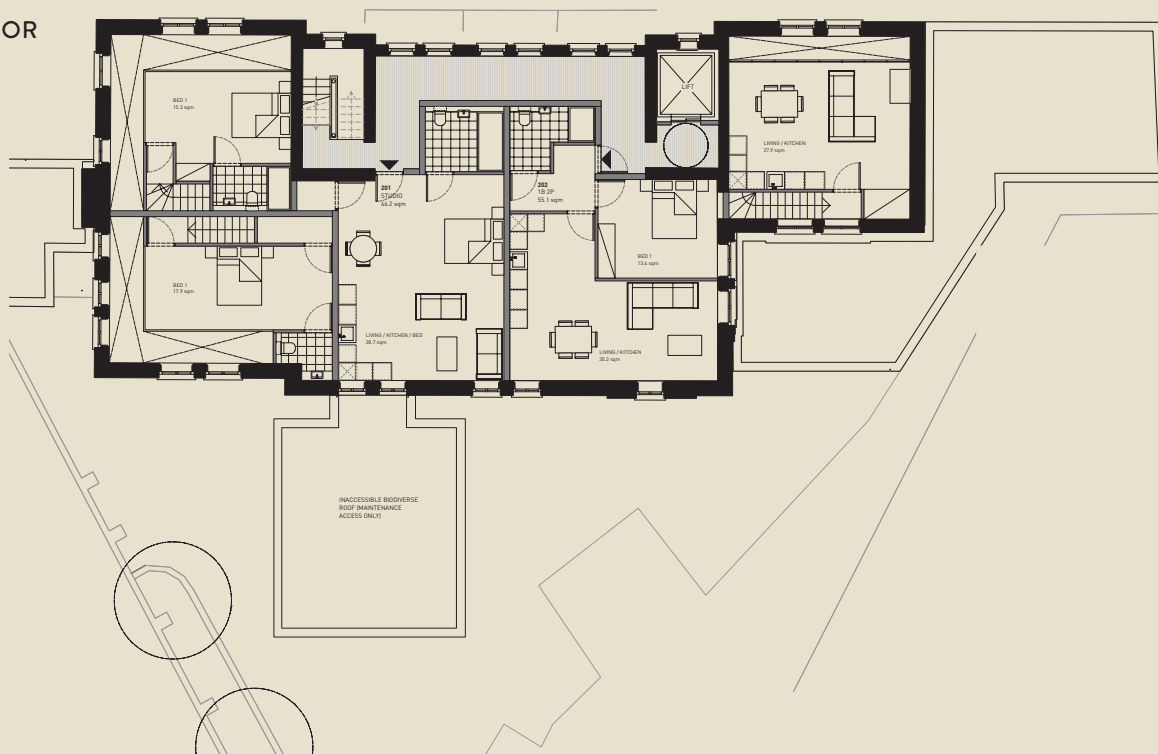 OR
BED 1
15.3 sqm
LIFT
LIVING / KITCHEN
27.9 sqm
201
STUDIO
46.2 sqm
202
1B 2P
55.1 sqm
BED 1
13.4 sqm
BED 1
17.9 sqm
LIVING / KITCHEN / BED
38.7 sqm
LIVING / KITCHEN
30.3 sqm
INACCESSIBLE BIODIVERSE
ROOF (MAINTENANCE
ACCESS ONLY)